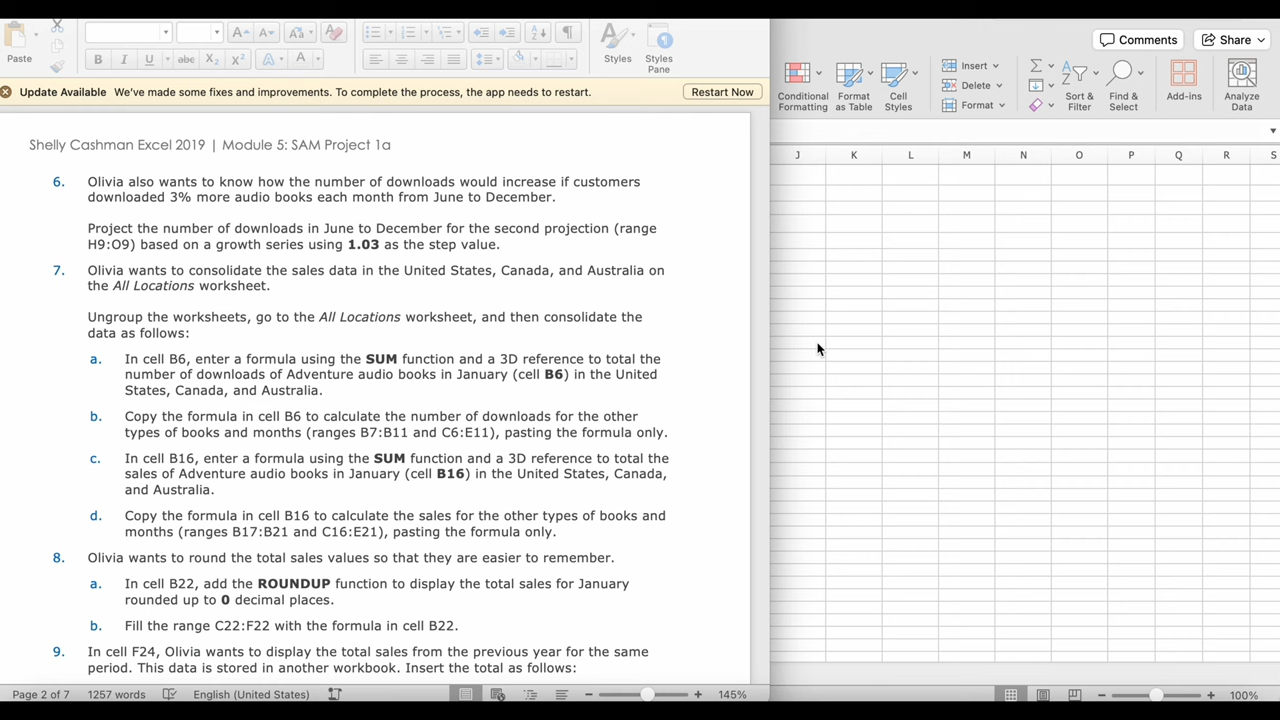 Paste
B I U abc X₂ X² A A
Styles
Styles Pane
Update Available We've made some fixes and improvements. To complete the process, the app needs to restart. Restart Now
Shelly Cashman Excel 2019 | Module 5: SAM Project 1a
6. Olivia also wants to know how the number of downloads would increase if customers
downloaded 3% more audio books each month from June to December.
Project the number of downloads in June to December for the second projection (range
H9:O9) based on a growth series using 1.03 as the step value.
7. Olivia wants to consolidate the sales data in the United States, Canada, and Australia on
the All Locations worksheet.
Ungroup the worksheets, go to the All Locations worksheet, and then consolidate the
data as follows:
a. In cell B6, enter a formula using the SUM function and a 3D reference to total the
number of downloads of Adventure audio books in January (cell B6) in the United
States, Canada, and Australia.
b. Copy the formula in cell B6 to calculate the number of downloads for the other
types of books and months (ranges B7:B11 and C6:E11), pasting the formula only.
c. In cell B16, enter a formula using the SUM function and a 3D reference to total the
sales of Adventure audio books in January (cell B16) in the United States, Canada,
and Australia.
d. Copy the formula in cell B16 to calculate the sales for the other types of books and
months (ranges B17:B21 and C16:E21), pasting the formula only.
8. Olivia wants to round the total sales values so that they are easier to remember.
a. In cell B22, add the ROUNDUP function to display the total sales for January
rounded up to 0 decimal places.
b. Fill the range C22:F22 with the formula in cell B22.
9. In cell F24, Olivia wants to display the total sales from the previous year for the same
period. This data is stored in another workbook. Insert the total as follows:
Page 2 of 7 1257 words English (United States) 145%
Comments Share
Conditional Formatting
Format as Table
Cell Styles
Insert
Delete
Format
Sort & Filter
Find & Select
Add-ins
Analyze Data
J K L M N O P Q R S
100%